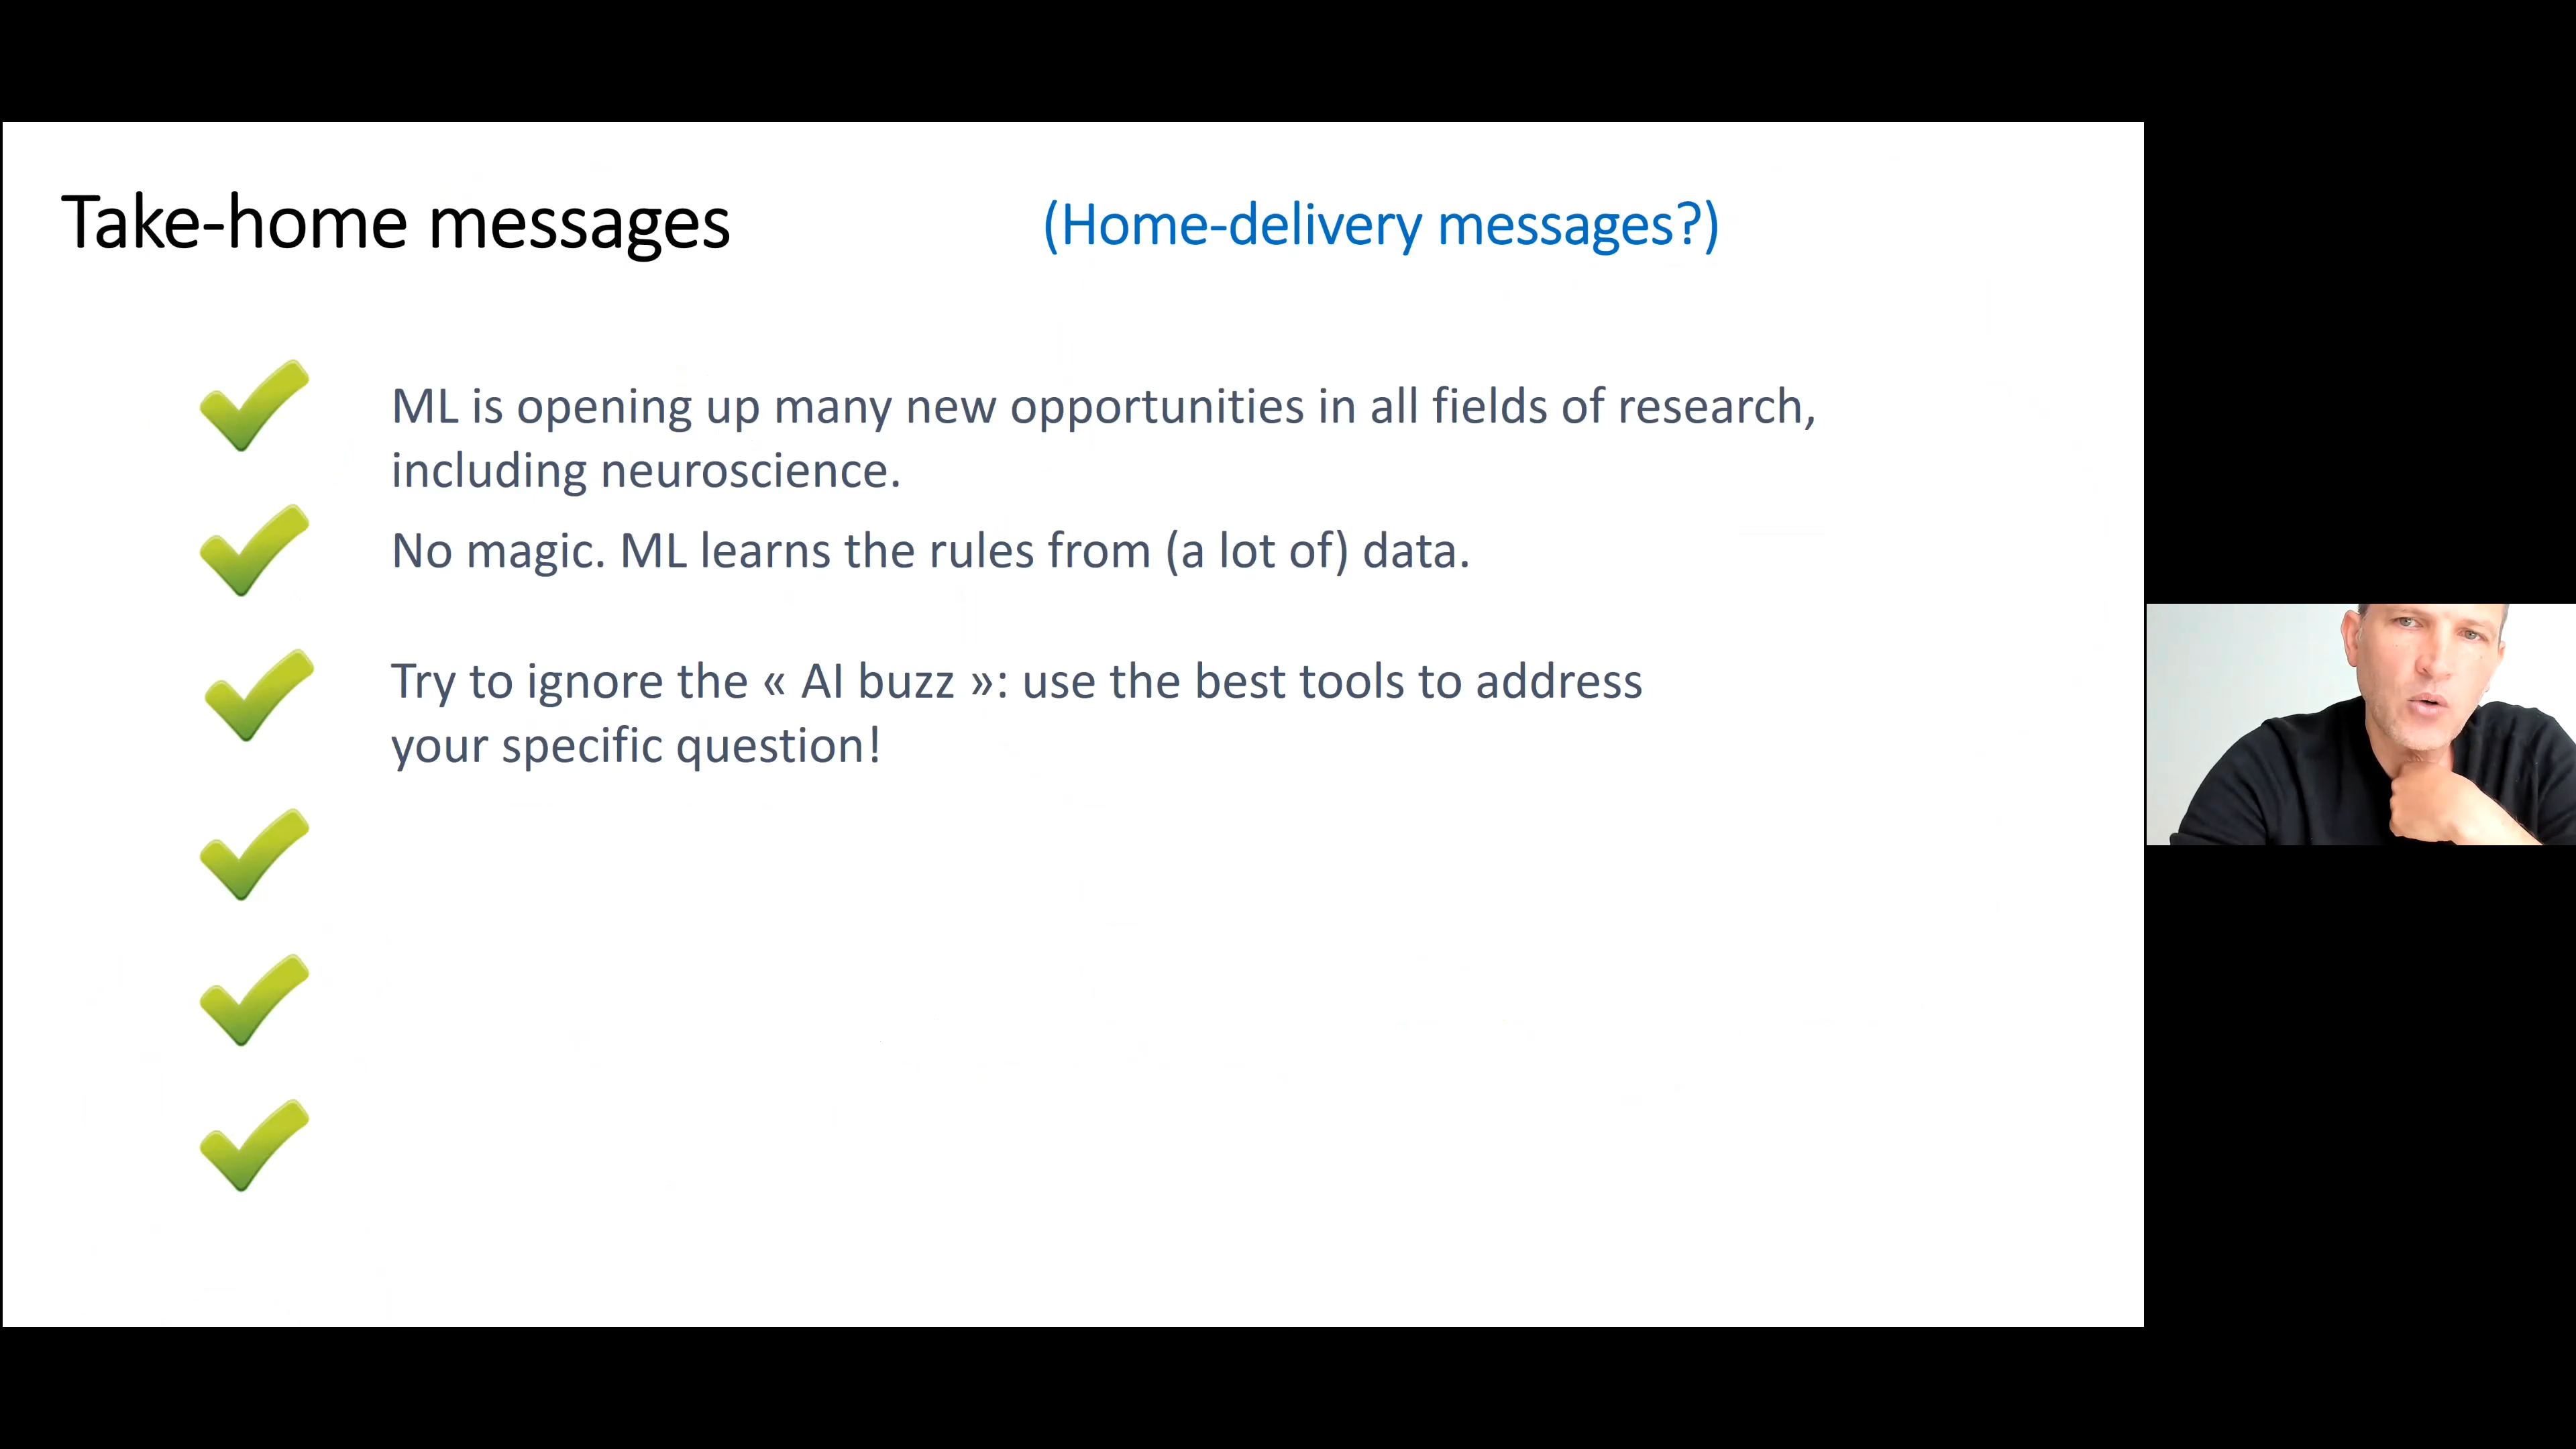 Take-home messages
(Home-delivery messages?)
ML is opening up many new opportunities in all fields of research,
including neuroscience.
No magic. ML learns the rules from (a lot of) data.
Try to ignore the « AI buzz »: use the best tools to address
your specific question!